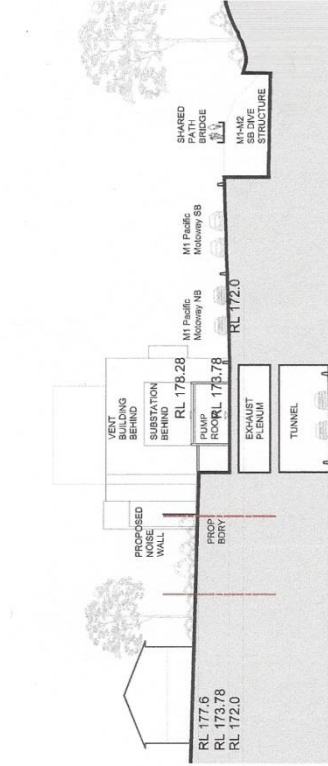 VENT
BUILDING
BEHIND
SUBSTATION
BEHIND
RL 178.28
PUMP
ROOM
RL 173.78
PROPOSED
NOISE
WALL
PROP
BDRY
EXHAUST
PLENUM
TUNNEL
M1 Pacific
Motoway NB
M1 Pacific
Motoway SB
RL 172.0
SHARED
PATH
BRIDGE
M1-M2
SB DIVE
STRUCTURE
RL 177.6
RL 173.78
RL 172.0